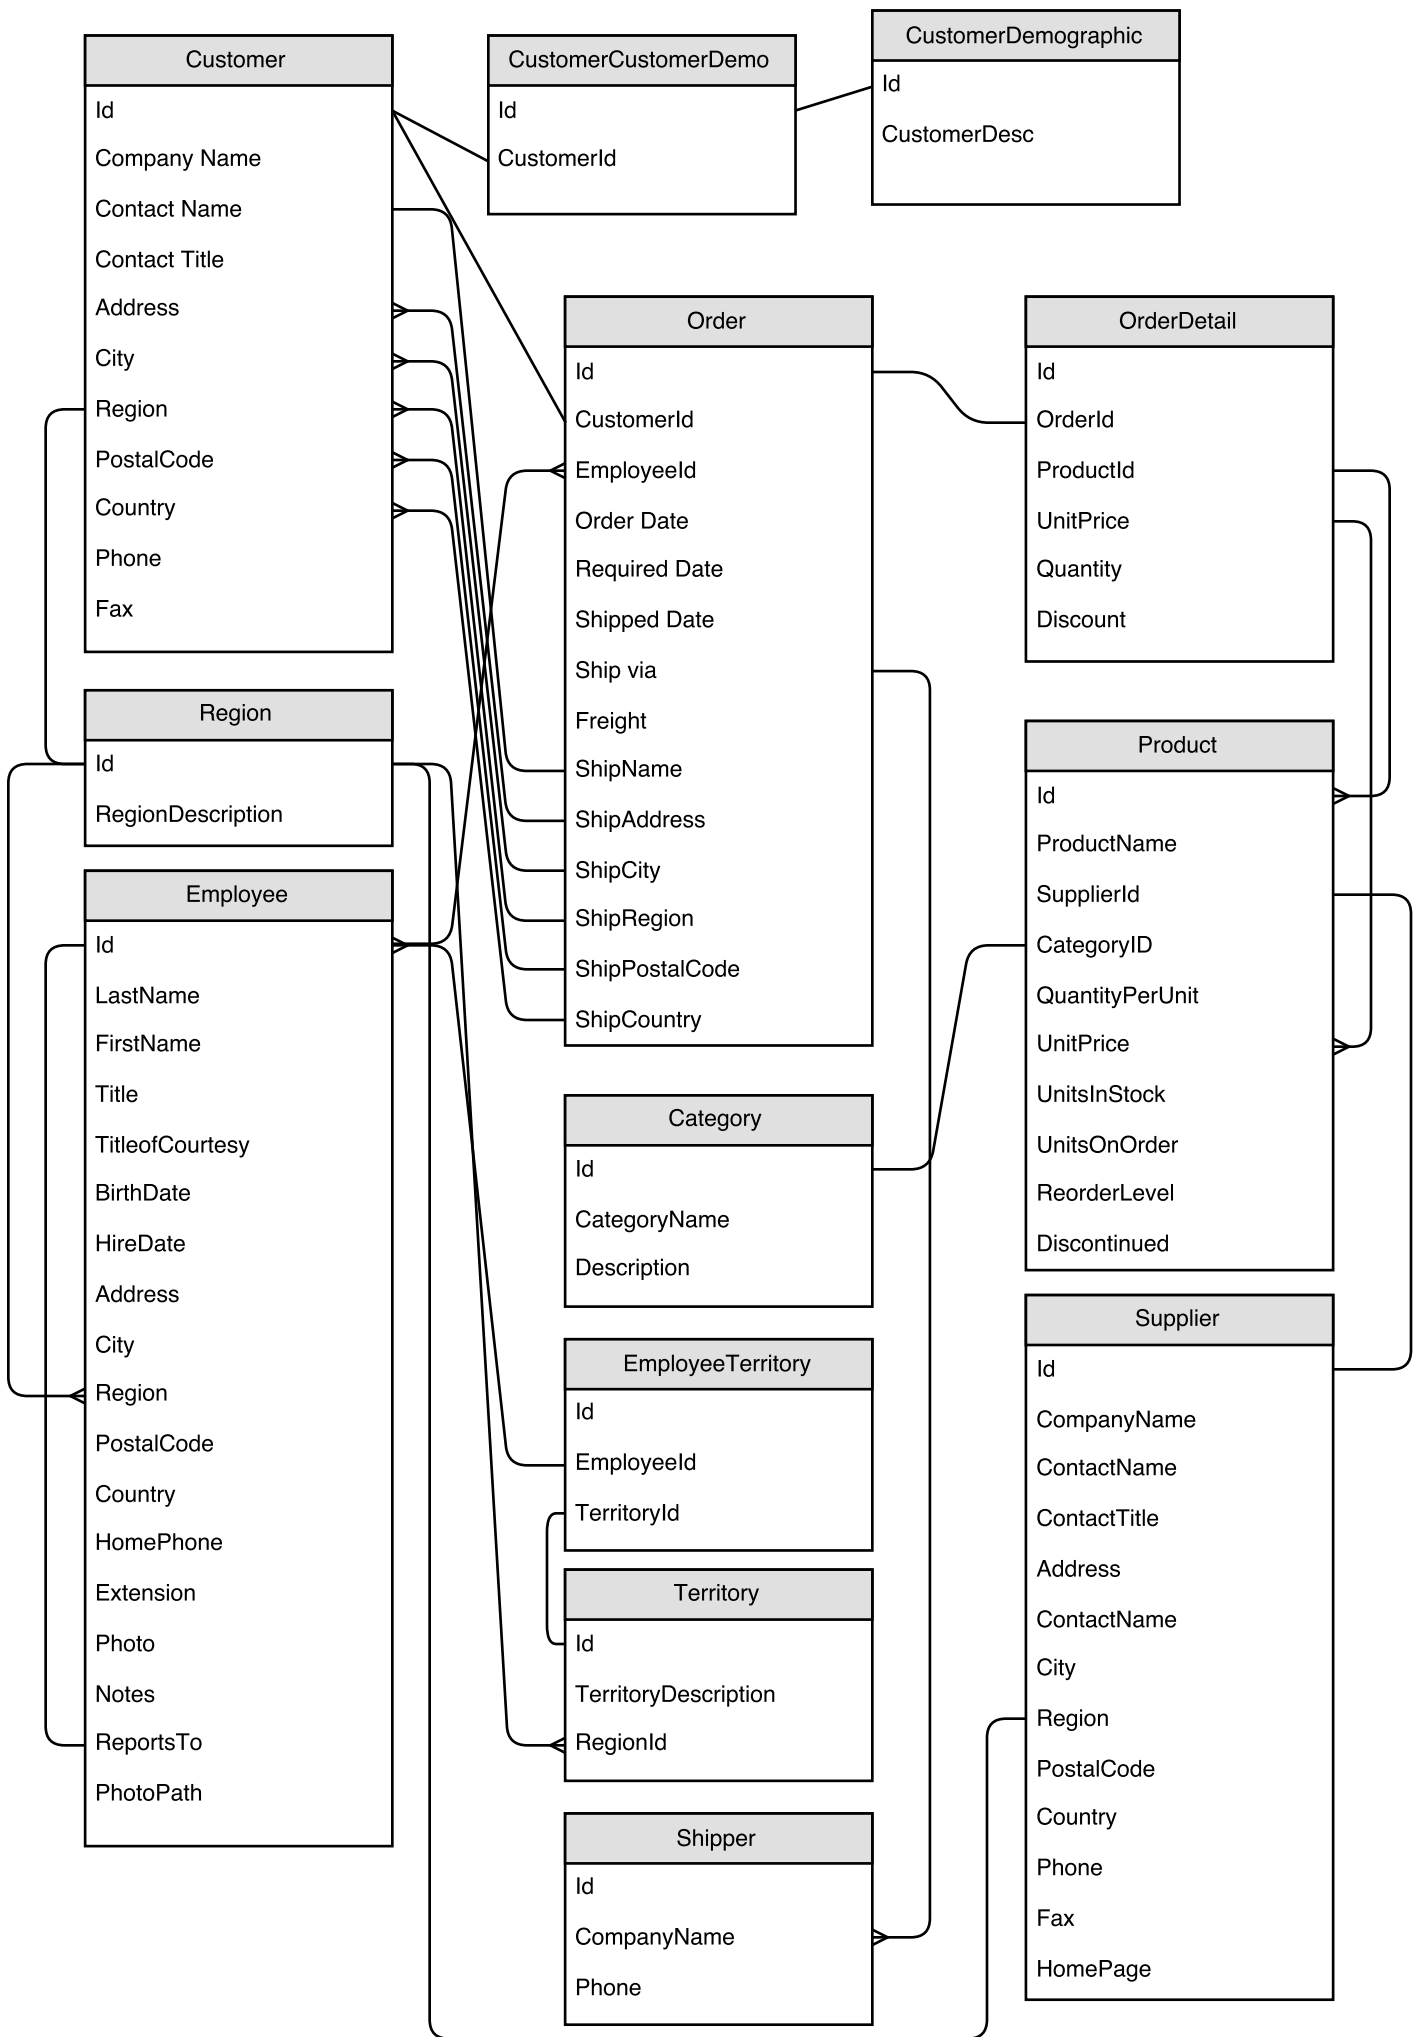 Customer
Id
Company Name
Contact Name
Contact Title
Address
City
Region
PostalCode
Country
Phone
Fax
CustomerCustomerDemo
Id
CustomerId
CustomerDemographic
Id
CustomerDesc
Order
Id
CustomerId
EmployeeId
Order Date
Required Date
Shipped Date
Ship via
Freight
ShipName
ShipAddress
ShipCity
ShipRegion
ShipPostalCode
ShipCountry
OrderDetail
Id
OrderId
ProductId
UnitPrice
Quantity
Discount
Region
Id
RegionDescription
Product
Id
ProductName
SupplierId
CategoryID
QuantityPerUnit
UnitPrice
UnitsInStock
UnitsOnOrder
ReorderLevel
Discontinued
Employee
Id
LastName
FirstName
Title
TitleofCourtesy
BirthDate
HireDate
Address
City
Region
PostalCode
Country
HomePhone
Extension
Photo
Notes
ReportsTo
PhotoPath
Category
Id
CategoryName
Description
EmployeeTerritory
Id
EmployeeId
TerritoryId
Territory
Id
TerritoryDescription
RegionId
Shipper
Id
CompanyName
Phone
Supplier
Id
CompanyName
ContactName
ContactTitle
Address
ContactName
City
Region
PostalCode
Country
Phone
Fax
HomePage